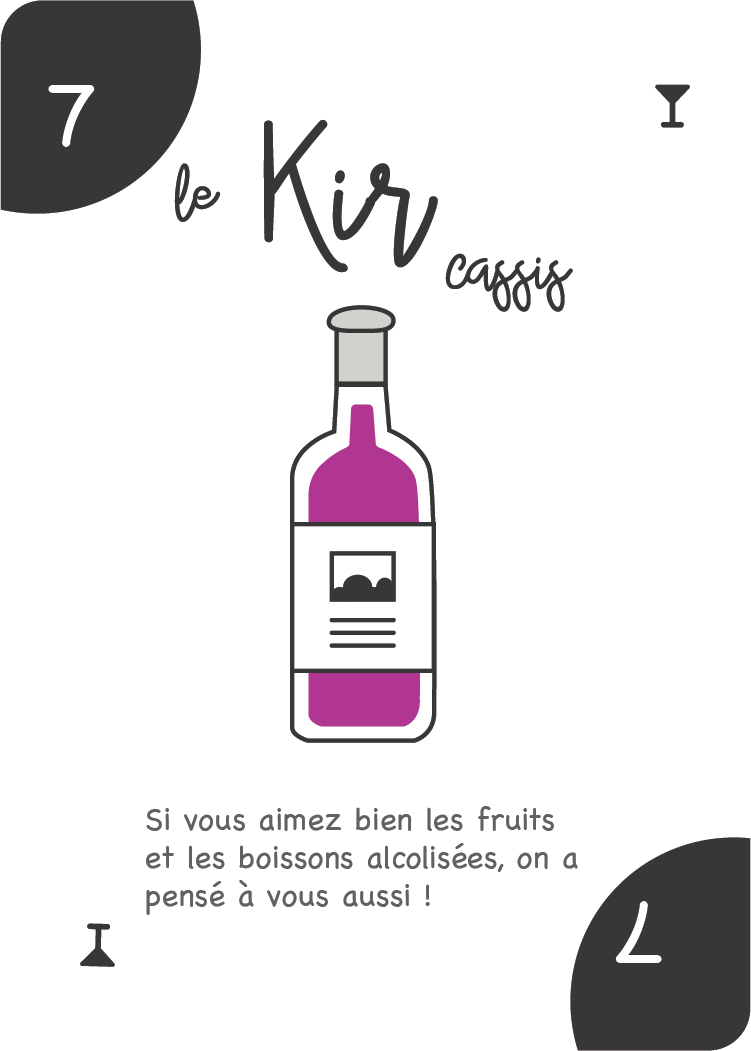 7
le Kir cassis
Si vous aimez bien les fruits
et les boissons alcolisées, on a
pensé à vous aussi !
7